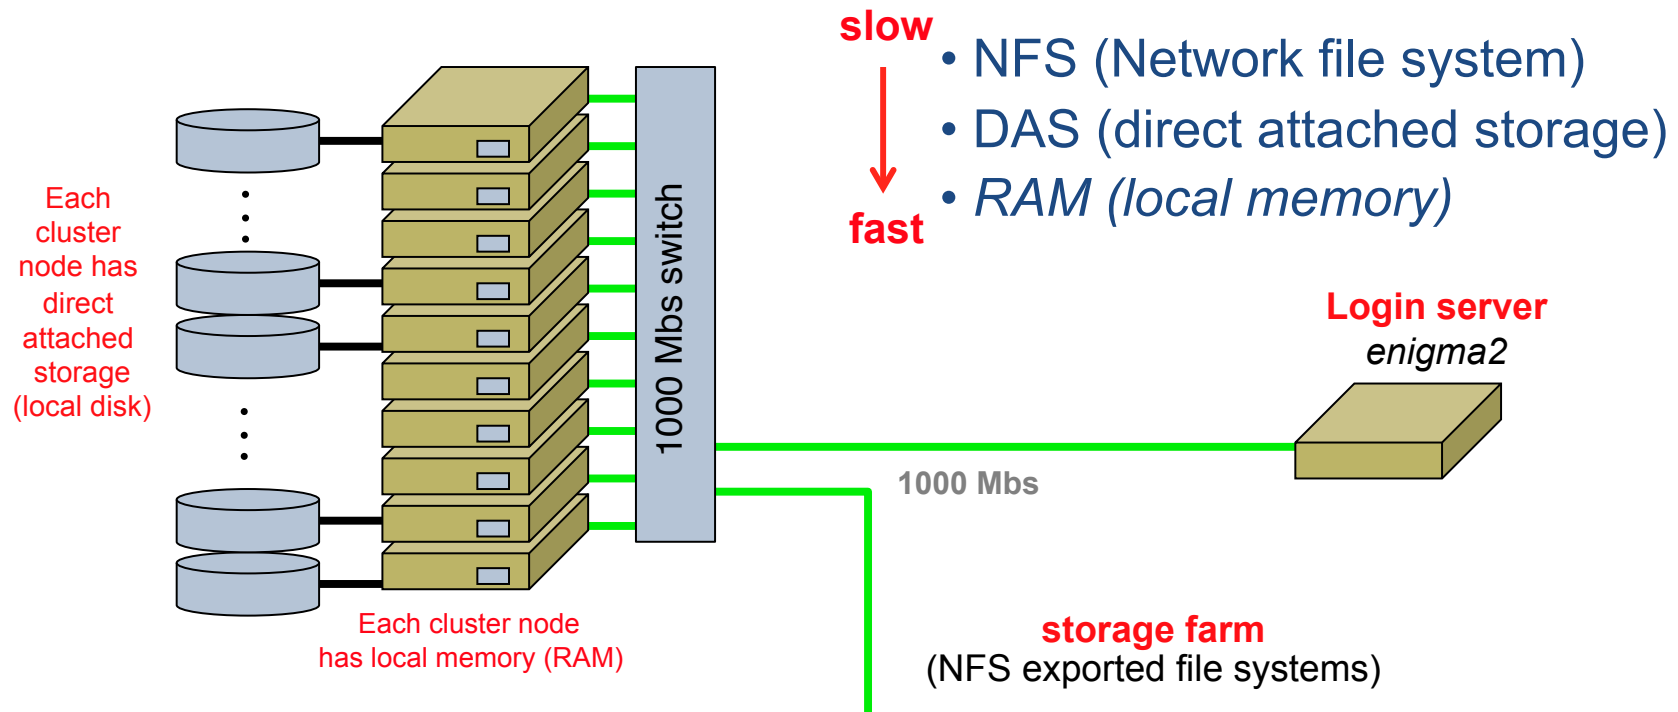 slow
fast
• NFS (Network file system)
• DAS (direct attached storage)
• RAM (local memory)
Each
cluster
node has
direct
attached
storage
(local disk)
1000 Mbs switch
Login server
enigma2
1000 Mbs
Each cluster node
has local memory (RAM)
storage farm
(NFS exported file systems)